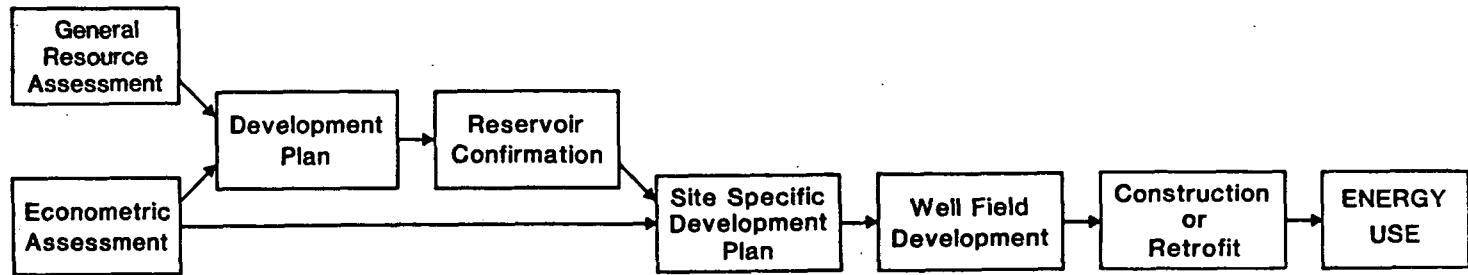 General
Resource
Assessment
Development
Plan
Reservoir
Confirmation
Econometric
Assessment
Site Specific
Development
Plan
Well Field
Development
Construction
or
Retrofit
ENERGY
USE